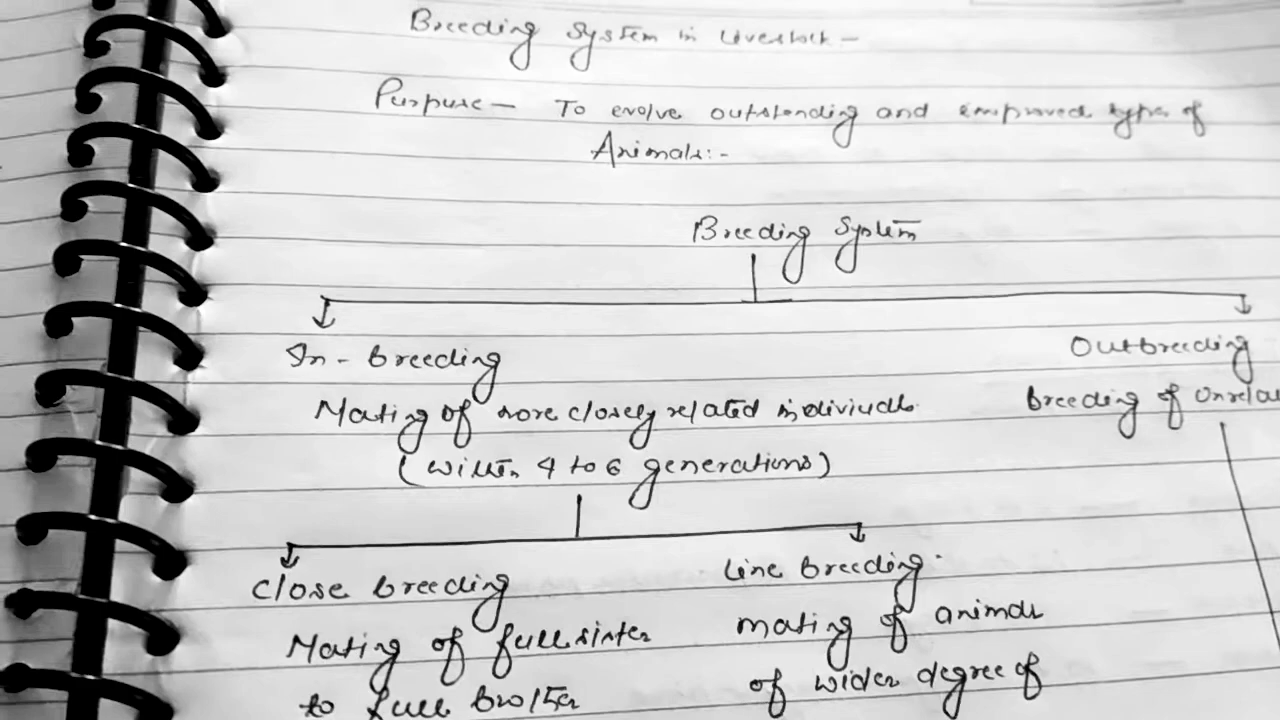 Breeding System in Livestock -
Purpose - To evolve outstanding and improved types of
Animals:-
Breeding System
In-breeding
Outbreeding
Mating of more closely related individuals
breeding of unrela
(within 4 to 6 generations)
Close breeding
Line breeding
Mating of full sister
mating of animals
to full brother
of wider degree of